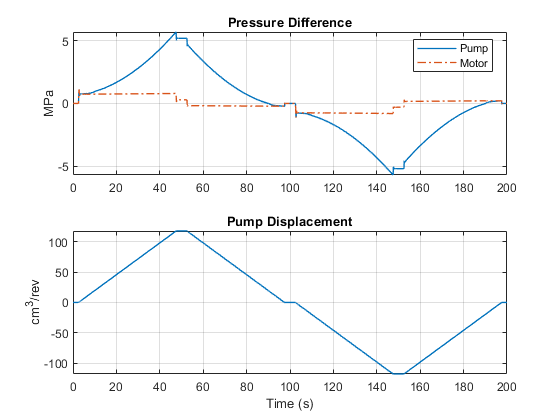 Pressure Difference
Pump
Motor
MPa
5
0
-5
0 20 40 60 80 100 120 140 160 180 200
Pump Displacement
cm³/rev
100
50
0
-50
-100
0 20 40 60 80 100 120 140 160 180 200
Time (s)